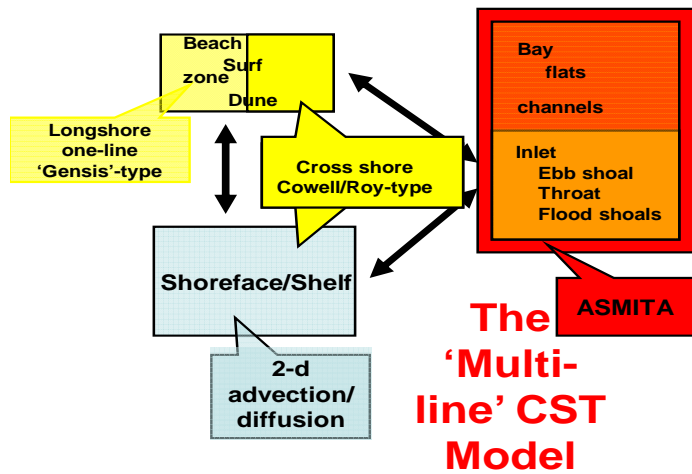 Beach
Surf
zone
Dune
Longshore
one-line
‘Gensis’-type
Cross shore
Cowell/Roy-type
Bay
flats
channels
Inlet
Ebb shoal
Throat
Flood shoals
Shoreface/Shelf
ASMITA
2-d
advection/
diffusion
The
‘Multi-
line’ CST
Model